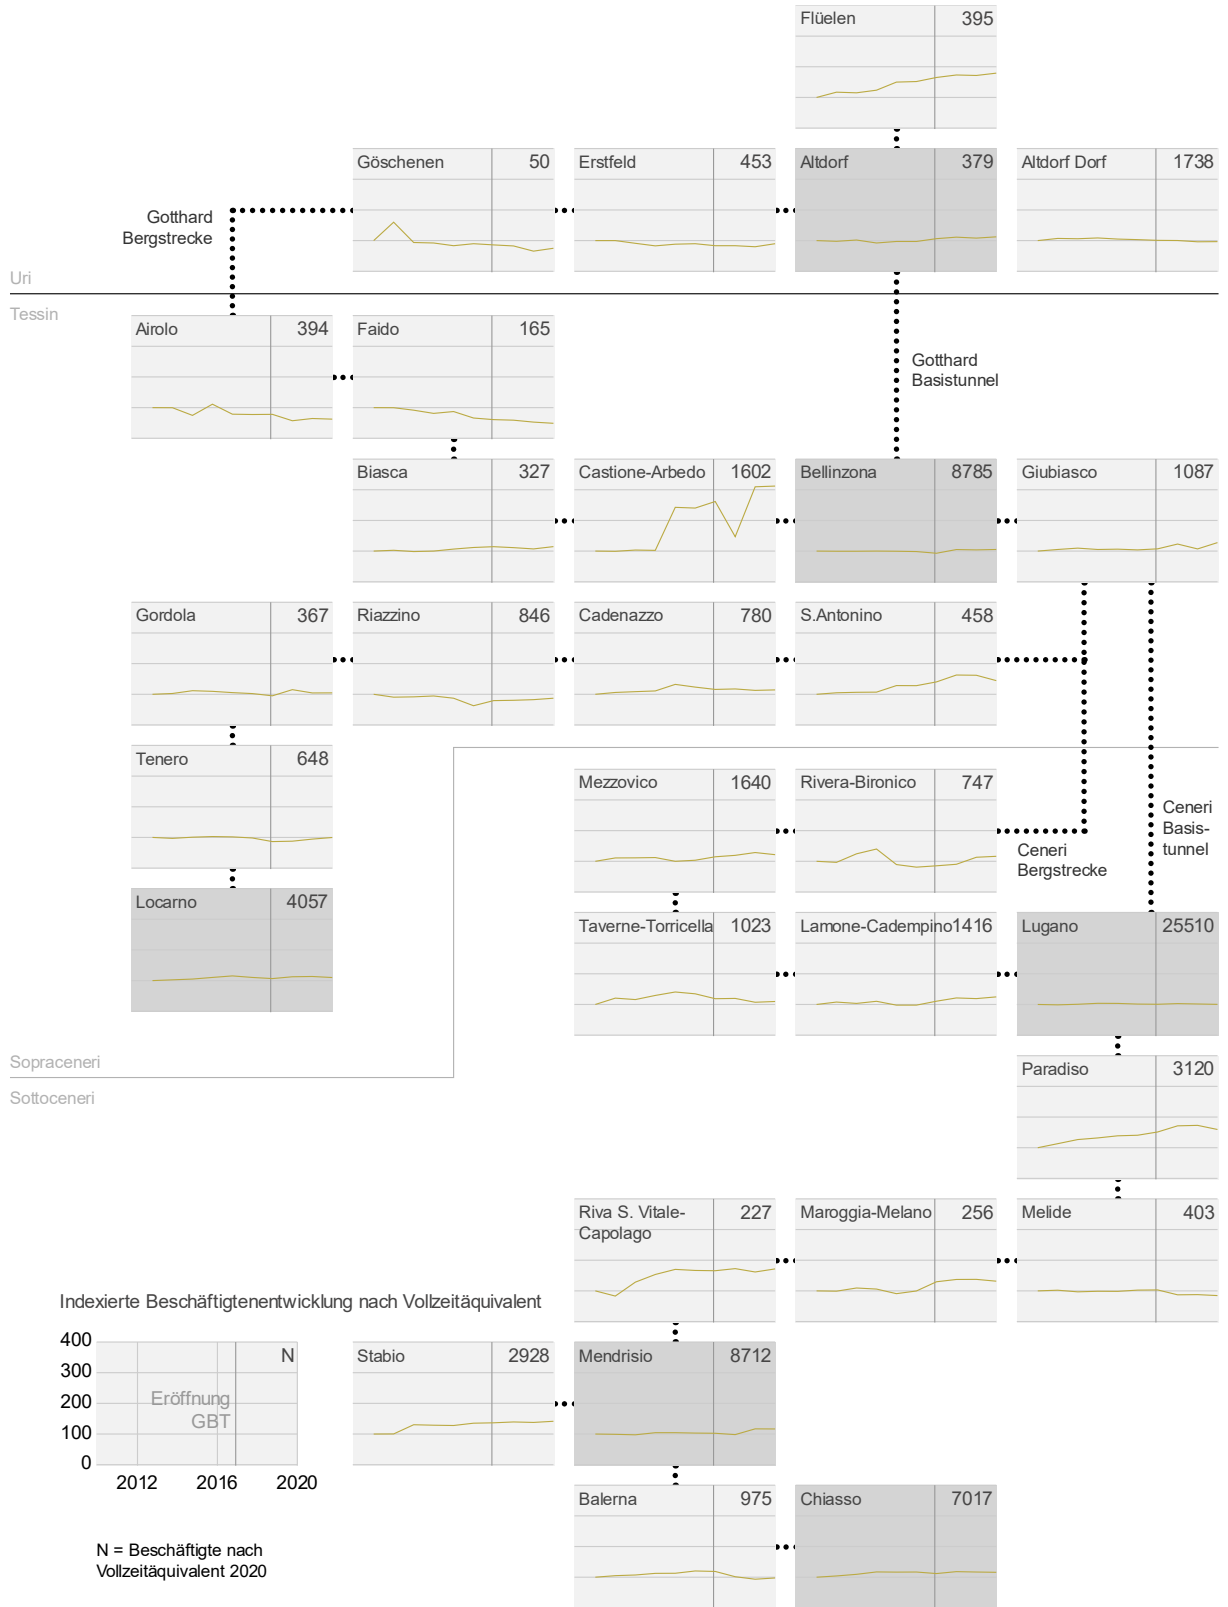 Flüelen 395
Göschenen 50
Erstfeld 453
Altdorf 379
Altdorf Dorf 1738
Gotthard
Bergstrecke
Uri
Tessin
Airolo 394
Faido 165
Gotthard
Basistunnel
Biasca 327
Castione-Arbedo 1602
Bellinzona 8785
Giubiasco 1087
Gordola 367
Riazzino 846
Cadenazzo 780
S.Antonino 458
Tenero 648
Mezzovico 1640
Rivera-Bironico 747
Ceneri
Bergstrecke
Ceneri
Basis-
tunnel
Locarno 4057
Taverne-Torricella 1023
Lamone-Cadempino 1416
Lugano 25510
Sopraceneri
Sottoceneri
Paradiso 3120
Riva S. Vitale-
Capolago 227
Maroggia-Melano 256
Melide 403
Indexierte Beschäftigtenentwicklung nach Vollzeitäquivalent
400
300
200
100
0
N
Eröffnung
GBT
2012 2016 2020
Stabio 2928
Mendrisio 8712
Balerna 975
Chiasso 7017
N = Beschäftigte nach
Vollzeitäquivalent 2020